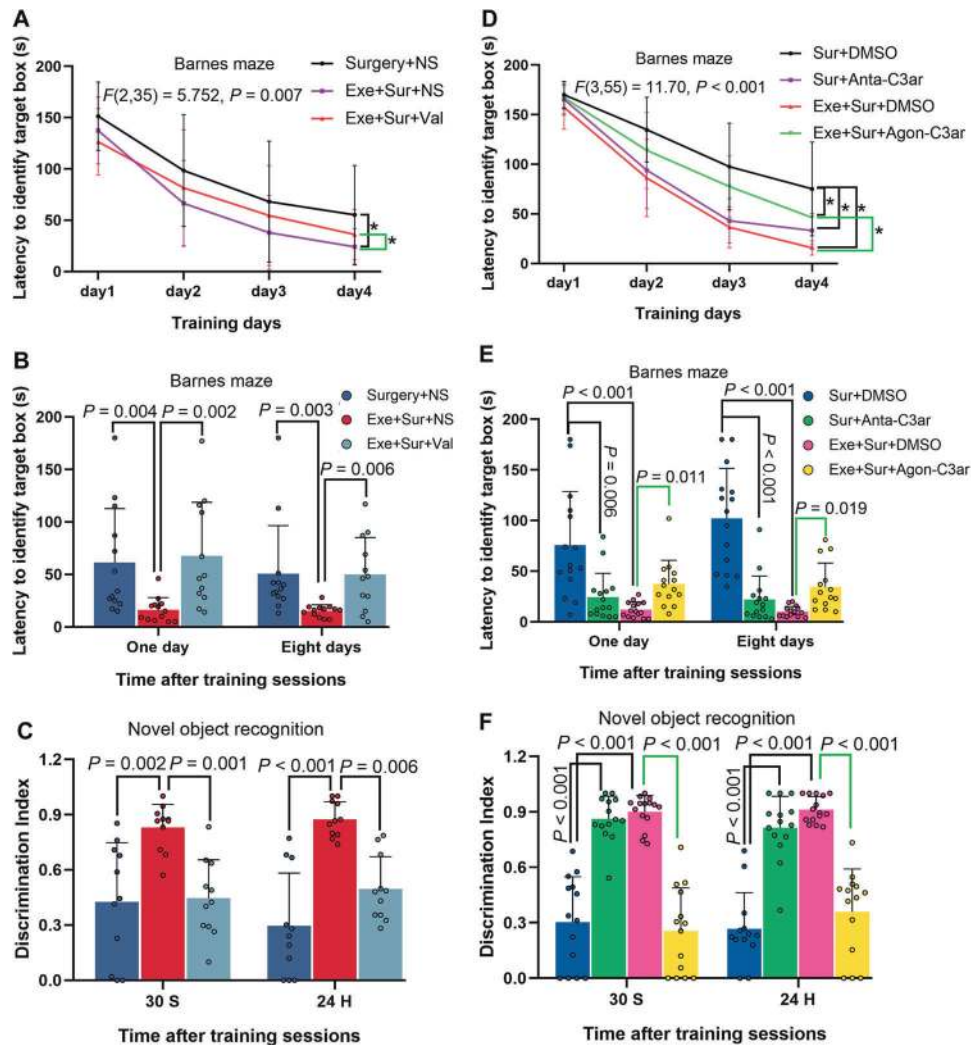 A
Barnes maze
F(2,35) = 5.752, P = 0.007
Surgery+NS
Exe+Sur+NS
Exe+Sur+Val
Latency to identify target box (s)
200
150
100
50
0
*
*
day1 day2 day3 day4
Training days
D
Barnes maze
F(3,55) = 11.70, P < 0.001
Sur+DMSO
Sur+Anta-C3ar
Exe+Sur+DMSO
Exe+Sur+Agon-C3ar
Latency to identify target box (s)
200
150
100
50
0
*
*
*
*
day1 day2 day3 day4
Training days
B
Barnes maze
Surgery+NS
Exe+Sur+NS
Exe+Sur+Val
P = 0.004 P = 0.002 P = 0.003
P = 0.006
Latency to identify target box (s)
200
150
100
50
0
One day Eight days
Time after training sessions
E
Barnes maze
Sur+DMSO
Sur+Anta-C3ar
Exe+Sur+DMSO
Exe+Sur+Agon-C3ar
P < 0.001 P < 0.001
P = 0.006
P = 0.011
P < 0.001
P = 0.019
Latency to identify target box (s)
200
150
100
50
0
One day Eight days
Time after training sessions
C
Novel object recognition
P = 0.002 P = 0.001 P < 0.001 P = 0.006
Discrimination Index
1.2
0.9
0.6
0.3
0.0
30 S 24 H
Time after training sessions
F
Novel object recognition
P < 0.001 P < 0.001 P < 0.001 P < 0.001
P < 0.001
P < 0.001
Discrimination Index
1.2
0.9
0.6
0.3
0.0
30 S 24 H
Time after training sessions